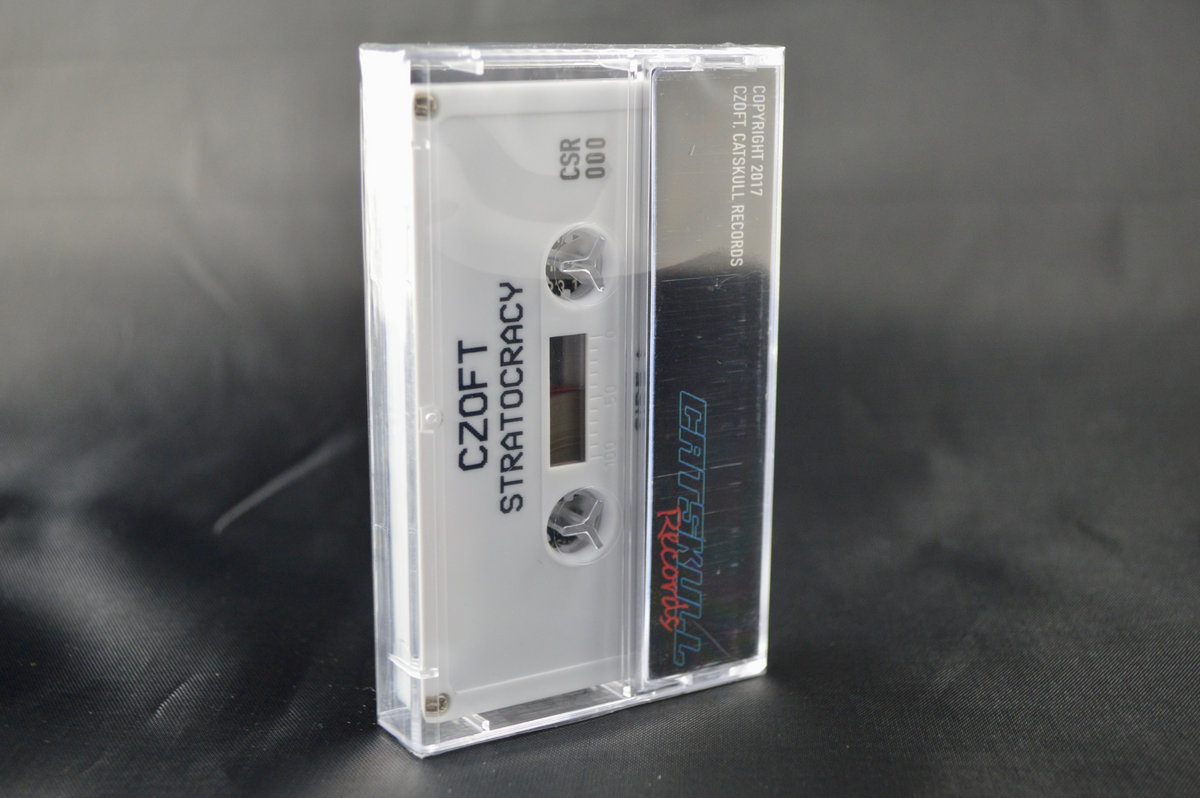 CZOFT
STRATOCRACY
CSR
000
0
50
100
COPYRIGHT 2017
CZOFT, CATSKULL RECORDS
CATSKULL
Records